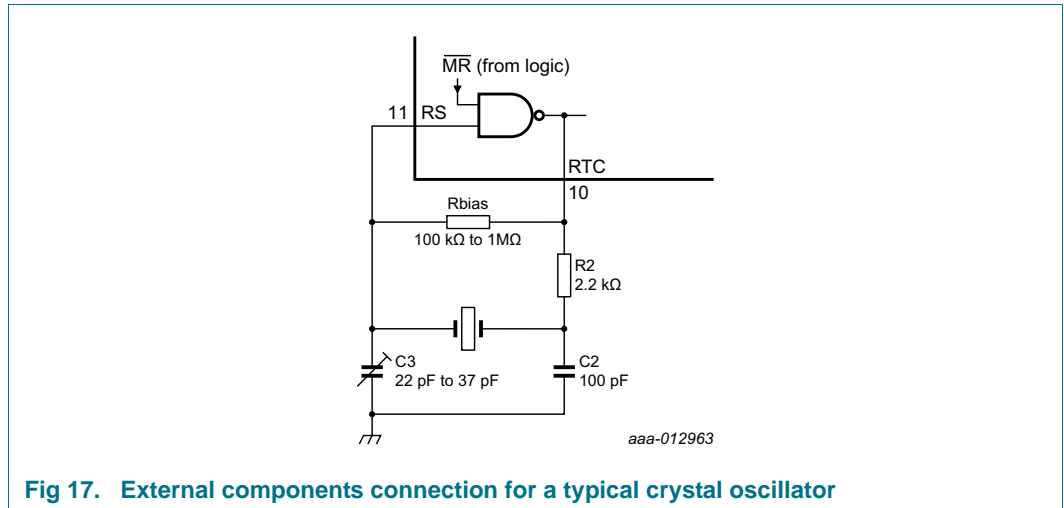 MR (from logic)
11 RS
RTC
10
Rbias
100 kΩ to 1MΩ
R2
2.2 kΩ
C3
22 pF to 37 pF
C2
100 pF
aaa-012963
Fig 17. External components connection for a typical crystal oscillator